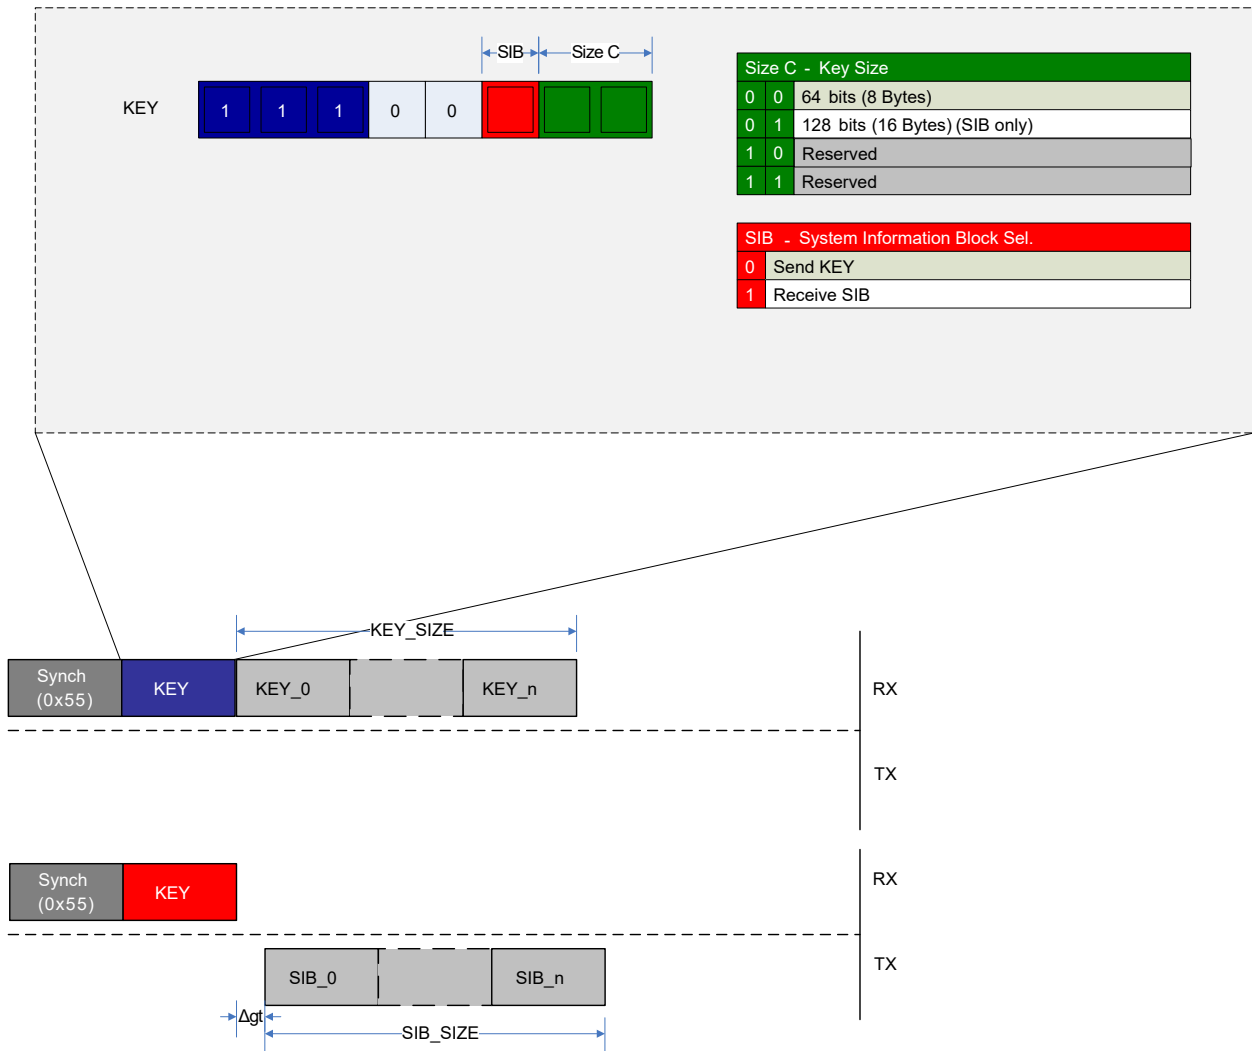 SIB Size C
KEY 1 1 1 0 0
Size C - Key Size
0 0 64 bits (8 Bytes)
0 1 128 bits (16 Bytes) (SIB only)
1 0 Reserved
1 1 Reserved
SIB - System Information Block Sel.
0 Send KEY
1 Receive SIB
KEY_SIZE
Synch
(0x55)
KEY
KEY_0
KEY_n
RX
TX
Synch
(0x55)
KEY
RX
SIB_0
SIB_n
TX
Δgt
SIB_SIZE